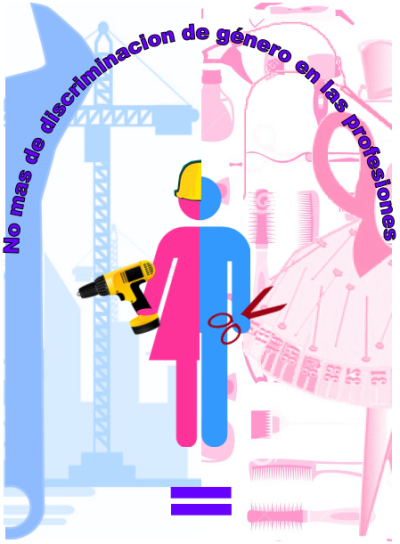 No mas de discriminacion de género en las profesiones